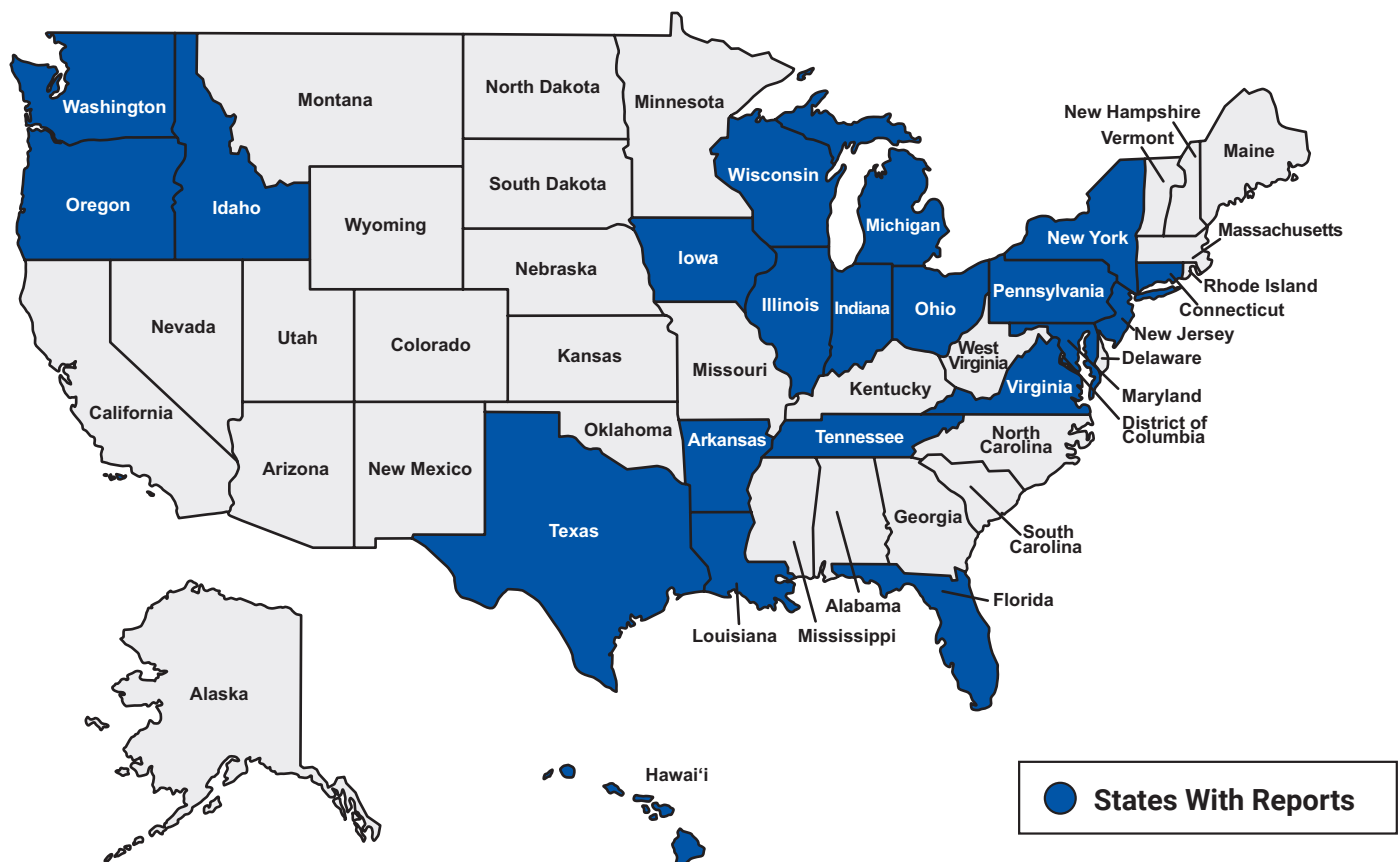 Washington
Montana
North Dakota
Minnesota
New Hampshire
Vermont
Maine
Oregon
Idaho
Wyoming
South Dakota
Wisconsin
Michigan
New York
Massachusetts
Rhode Island
Connecticut
New Jersey
Delaware
Maryland
District of
Columbia
Nevada
Utah
Colorado
Nebraska
Iowa
Illinois
Indiana
Ohio
Pennsylvania
California
Kansas
Missouri
Kentucky
West
Virginia
Virginia
Arizona
New Mexico
Oklahoma
Arkansas
Tennessee
North
Carolina
Texas
Georgia
South
Carolina
Louisiana
Mississippi
Alabama
Florida
Alaska
Hawai‘i
States With Reports